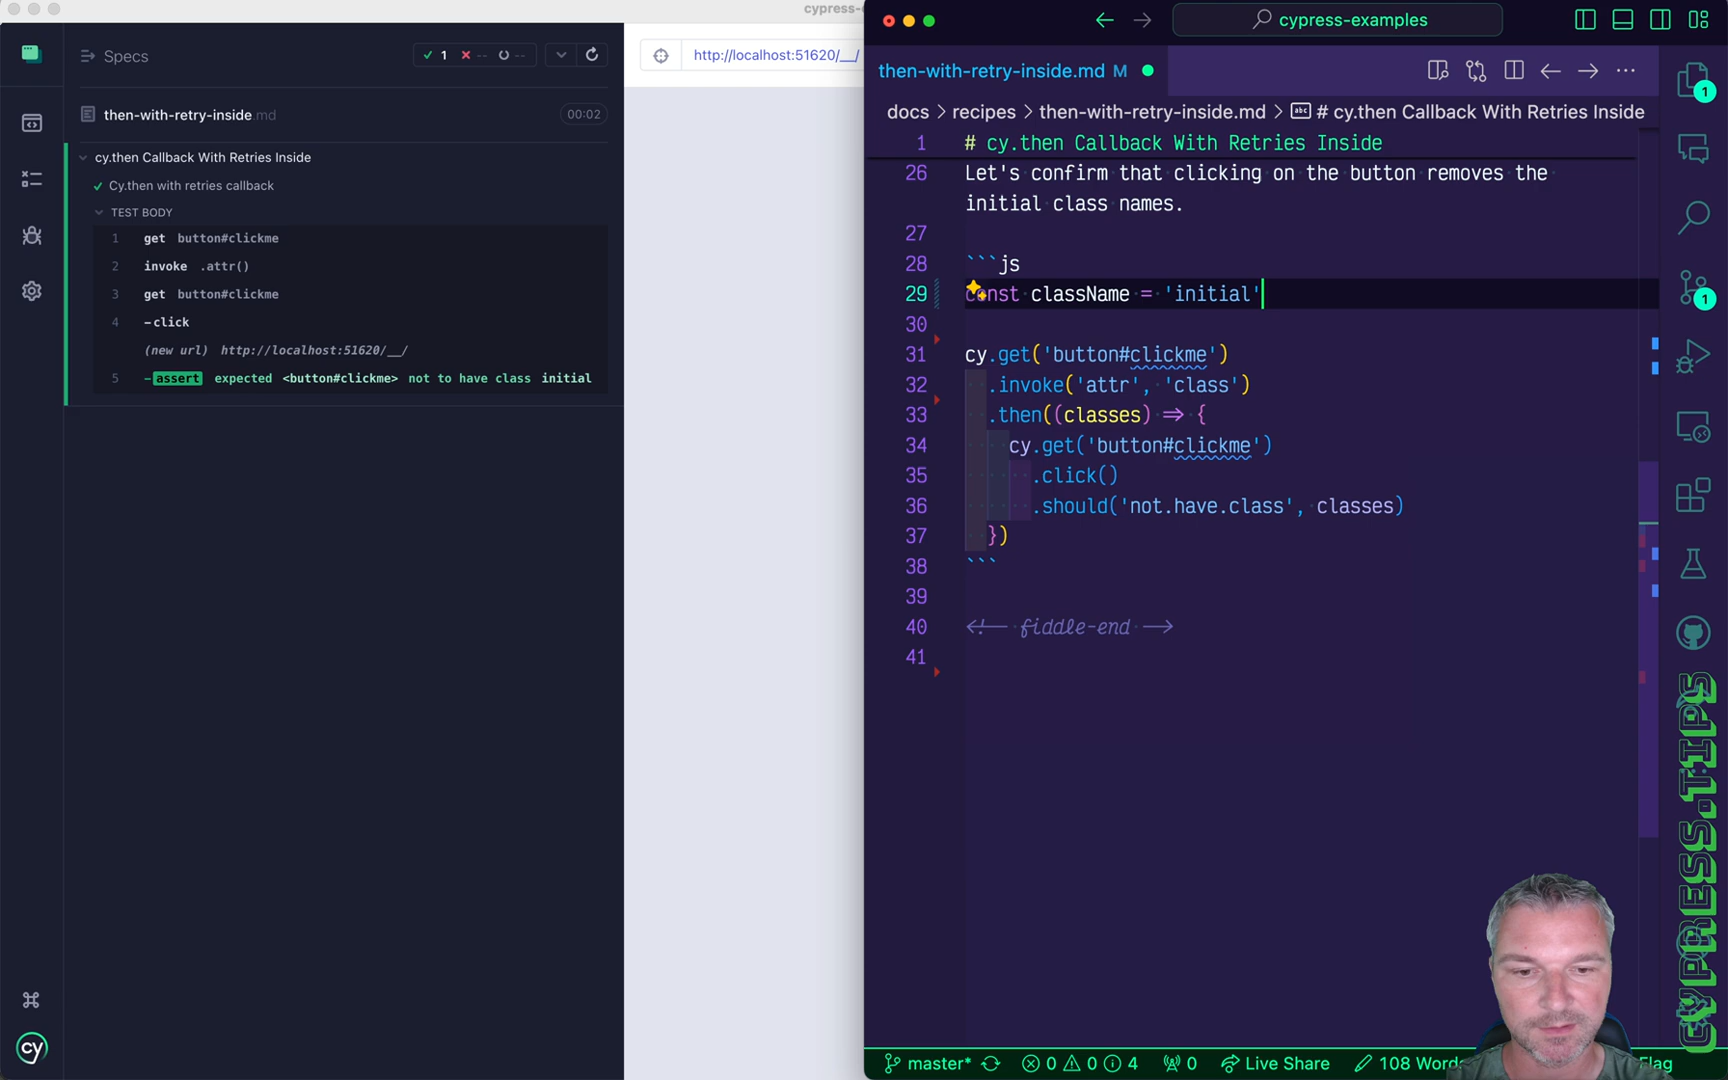 cypress-
Specs
1 -- --
http://localhost:51620/__/
then-with-retry-inside.md
00:02
cy.then Callback With Retries Inside
Cy.then with retries callback
TEST BODY
1 get button#clickme
2 invoke .attr()
3 get button#clickme
4 -click
(new url) http://localhost:51620/__/
5 -assert expected <button#clickme> not to have class initial
cy
cypress-examples
then-with-retry-inside.md M
docs > recipes > then-with-retry-inside.md > abc # cy.then Callback With Retries Inside
1 # cy.then Callback With Retries Inside
26 Let's confirm that clicking on the button removes the
initial class names.
27
28 ```js
29 const className = 'initial'
30
31 cy.get('button#clickme')
32 .invoke('attr', 'class')
33 .then((classes) => {
34 cy.get('button#clickme')
35 .click()
36 .should('not.have.class', classes)
37 })
38 ```
39
40 <!-- fiddle-end -->
41
1
1
CYPRESS.TIPS
master* 0 0 4 0 Live Share 108 Word Flag